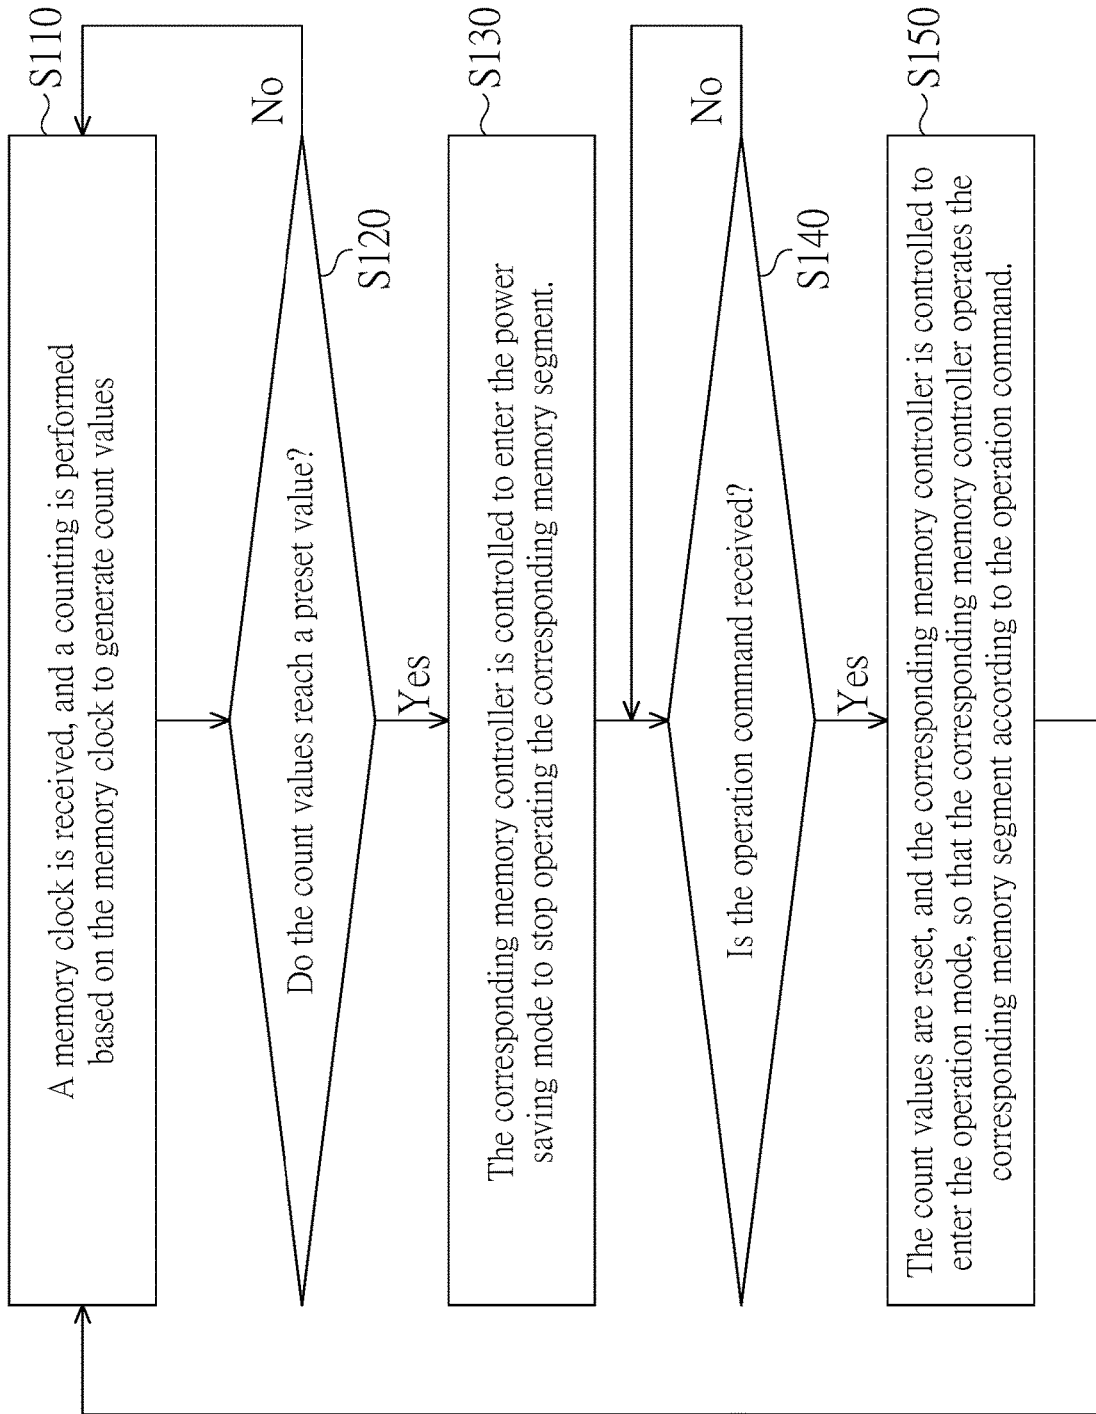 S110
A memory clock is received, and a counting is performed
based on the memory clock to generate count values
No
S120
Do the count values reach a preset value?
Yes
S130
The corresponding memory controller is controlled to enter the power
saving mode to stop operating the corresponding memory segment.
No
S140
Is the operation command received?
Yes
S150
The count values are reset, and the corresponding memory controller is controlled to
enter the operation mode, so that the corresponding memory controller operates the
corresponding memory segment according to the operation command.